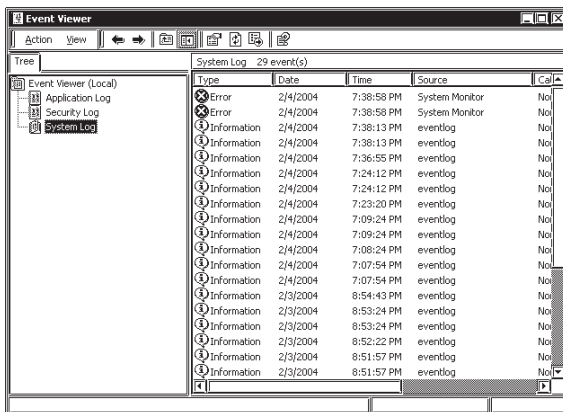 Event Viewer
Action View
Tree
System Log 29 event(s)
Event Viewer (Local)
Application Log
Security Log
System Log
Type Date Time Source
Error 2/4/2004 7:38:58 PM System Monitor
Error 2/4/2004 7:38:58 PM System Monitor
Information 2/4/2004 7:38:13 PM eventlog
Information 2/4/2004 7:38:13 PM eventlog
Information 2/4/2004 7:36:55 PM eventlog
Information 2/4/2004 7:24:12 PM eventlog
Information 2/4/2004 7:24:12 PM eventlog
Information 2/4/2004 7:23:20 PM eventlog
Information 2/4/2004 7:09:24 PM eventlog
Information 2/4/2004 7:09:24 PM eventlog
Information 2/4/2004 7:08:24 PM eventlog
Information 2/4/2004 7:07:54 PM eventlog
Information 2/4/2004 7:07:54 PM eventlog
Information 2/3/2004 8:54:43 PM eventlog
Information 2/3/2004 8:53:24 PM eventlog
Information 2/3/2004 8:53:24 PM eventlog
Information 2/3/2004 8:52:22 PM eventlog
Information 2/3/2004 8:51:57 PM eventlog
Information 2/3/2004 8:51:57 PM eventlog